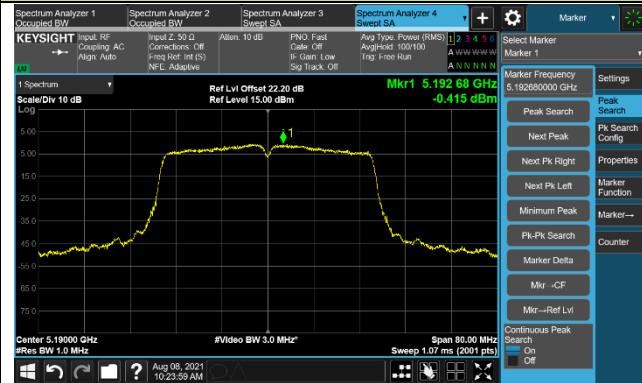 Spectrum Analyzer 1
Occupied BW
Spectrum Analyzer 2
Occupied BW
Spectrum Analyzer 3
Swept SA
Spectrum Analyzer 4
Swept SA
+
Marker
KEYSIGHT
Input: RF
Coupling: AC
Align: Auto
Input Z: 50 Ω
Corrections: Off
Freq Ref: Int (S)
NFE: Adaptive
Atten: 10 dB
PNO: Fast
Gate: Off
IF Gain: Low
Sig Track: Off
Avg Type: Power (RMS)
Avg|Hold: 100/100
Trig: Free Run
1 2 3 4 5 6
A W W W W W
A N N N N N
LXI
Select Marker
Marker 1
1 Spectrum
Scale/Div 10 dB
Log
Ref Lvl Offset 22.20 dB
Ref Level 15.00 dBm
Mkr1 5.192 68 GHz
-0.415 dBm
1
5.00
-5.00
-15.0
-25.0
-35.0
-45.0
-55.0
-65.0
-75.0
Center 5.19000 GHz
#Res BW 1.0 MHz
#Video BW 3.0 MHz*
Span 80.00 MHz
Sweep 1.07 ms (2001 pts)
Marker Frequency
5.192680000 GHz
Peak Search
Next Peak
Next Pk Right
Next Pk Left
Minimum Peak
Pk-Pk Search
Marker Delta
Mkr→CF
Mkr→Ref Lvl
Continuous Peak
Search
On
Off
Settings
Peak
Search
Pk Search
Config
Properties
Marker
Function
Marker→
Counter
?
Aug 08, 2021
10:23:59 AM